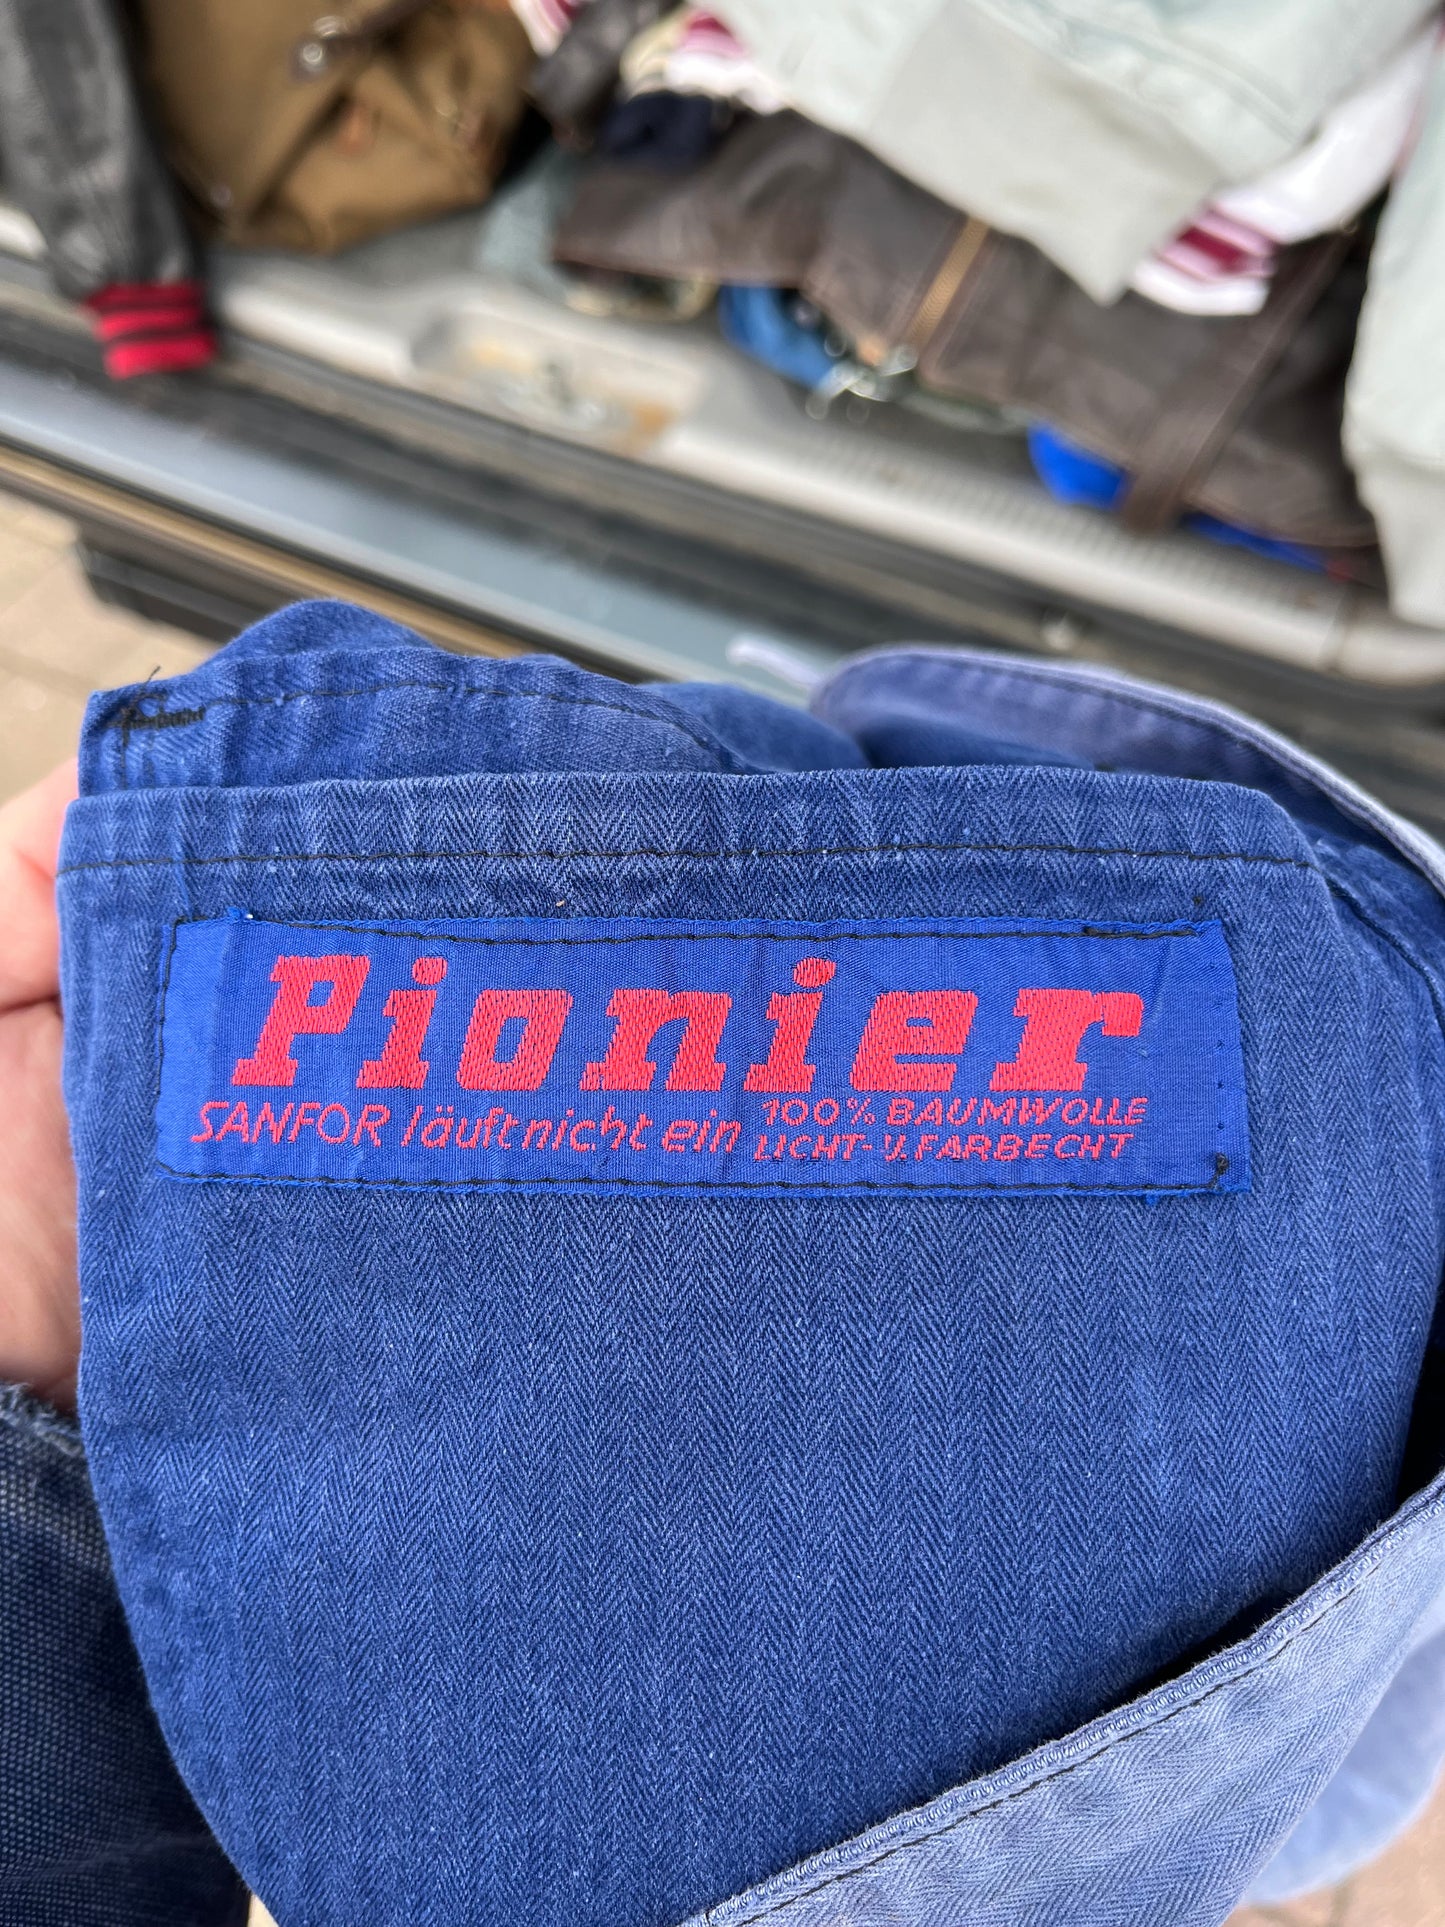 Pionier
SANFOR läuft nicht ein
100% BAUMWOLLE
LICHT- U. FARBECHT